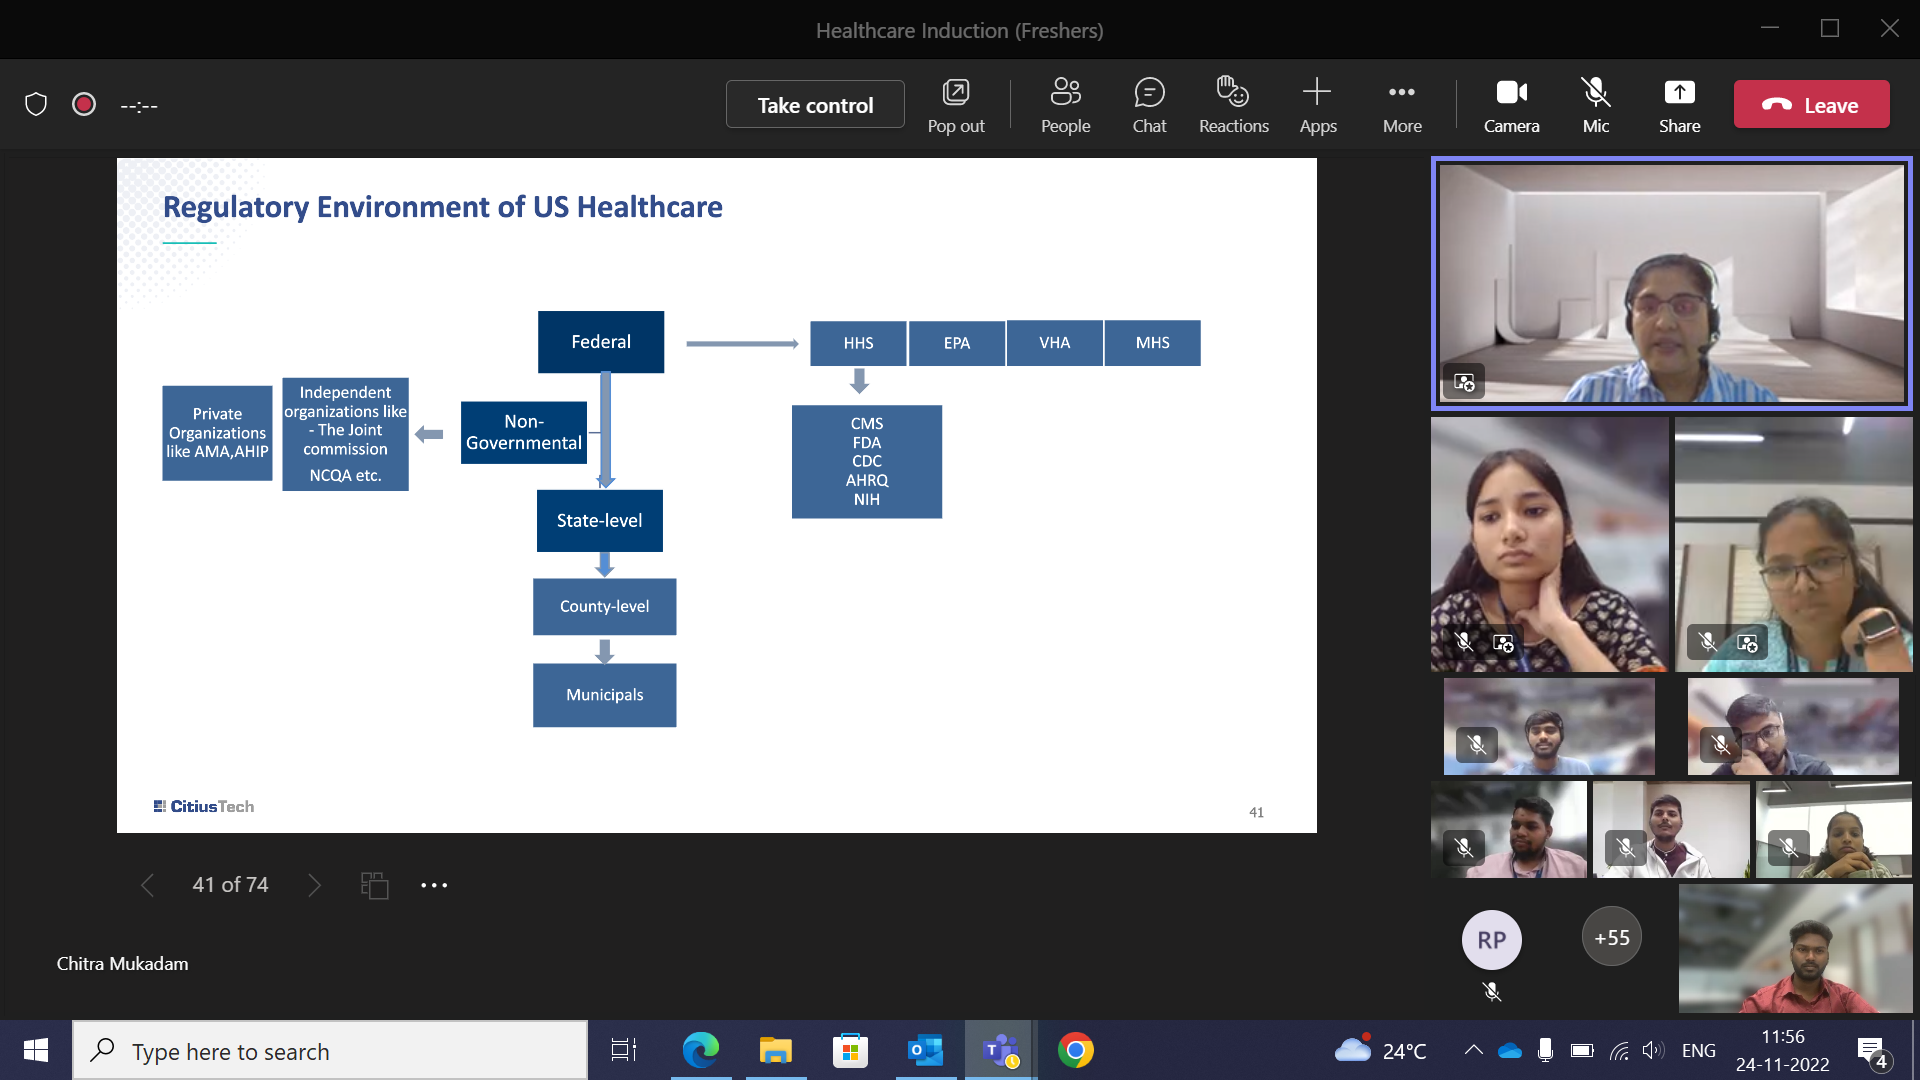 Healthcare Induction (Freshers)
--:--
Take control
Pop out
People
Chat
Reactions
Apps
More
Camera
Mic
Share
Leave
Regulatory Environment of US Healthcare
Federal
HHS
EPA
VHA
MHS
Private
Organizations
like AMA,AHIP
Independent
organizations like
- The Joint
commission
NCQA etc.
Non-
Governmental
CMS
FDA
CDC
AHRQ
NIH
State-level
County-level
Municipals
CitiusTech
41
41 of 74
Chitra Mukadam
RP
+55
Type here to search
24°C
ENG
11:56
24-11-2022
4